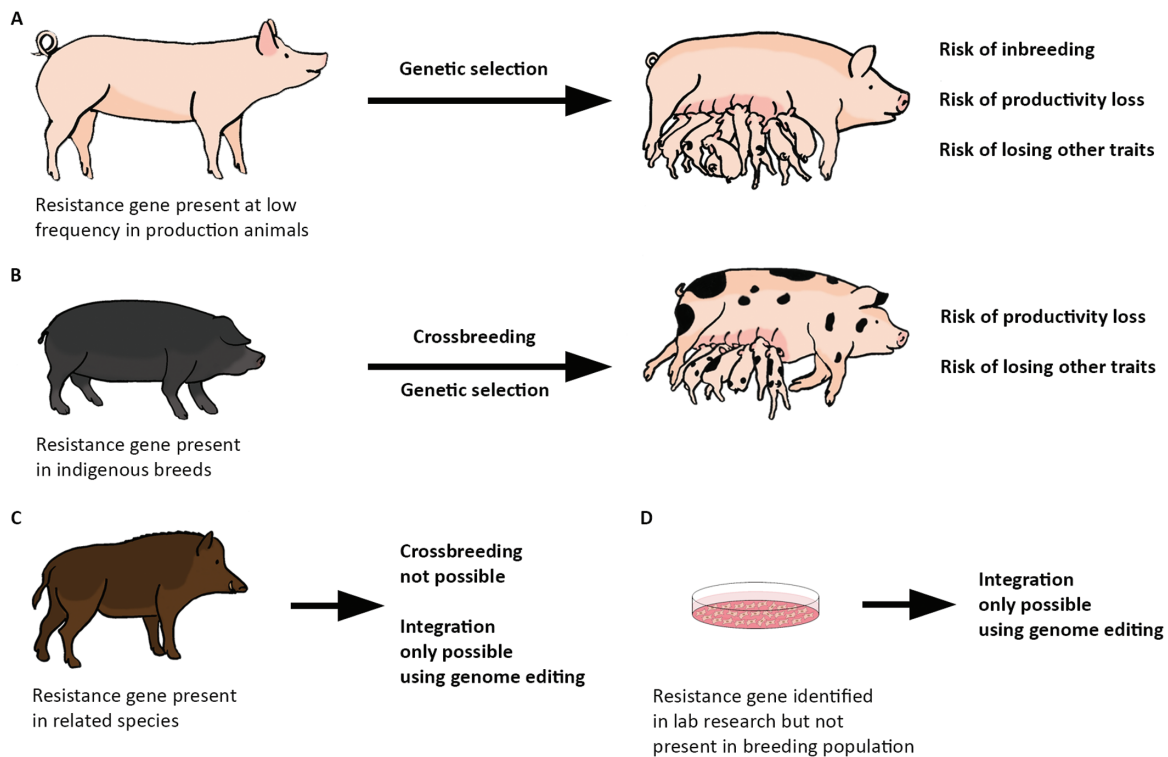 A
Genetic selection
Risk of inbreeding
Risk of productivity loss
Risk of losing other traits
Resistance gene present at low
frequency in production animals
B
Crossbreeding
Genetic selection
Risk of productivity loss
Risk of losing other traits
Resistance gene present
in indigenous breeds
C
Crossbreeding
not possible
Integration
only possible
using genome editing
Resistance gene present
in related species
D
Integration
only possible
using genome editing
Resistance gene identified
in lab research but not
present in breeding population